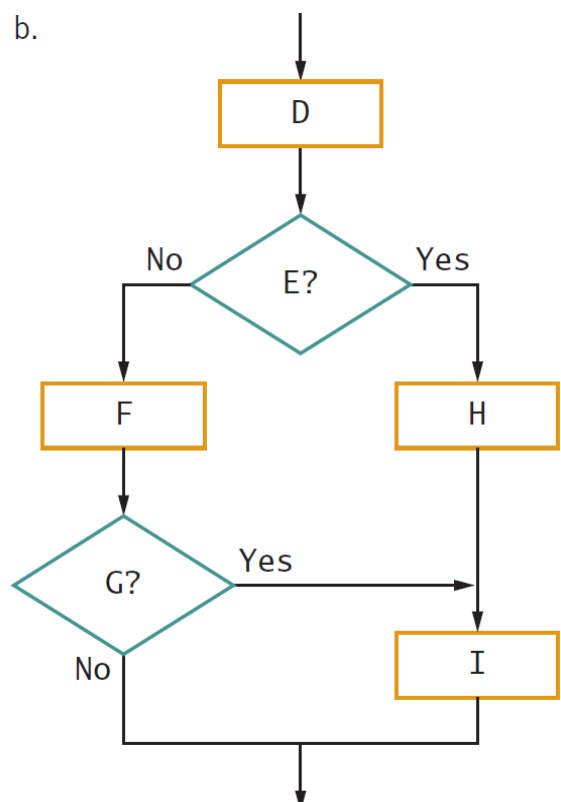 b.
D
No
E?
Yes
F
H
G?
Yes
No
I